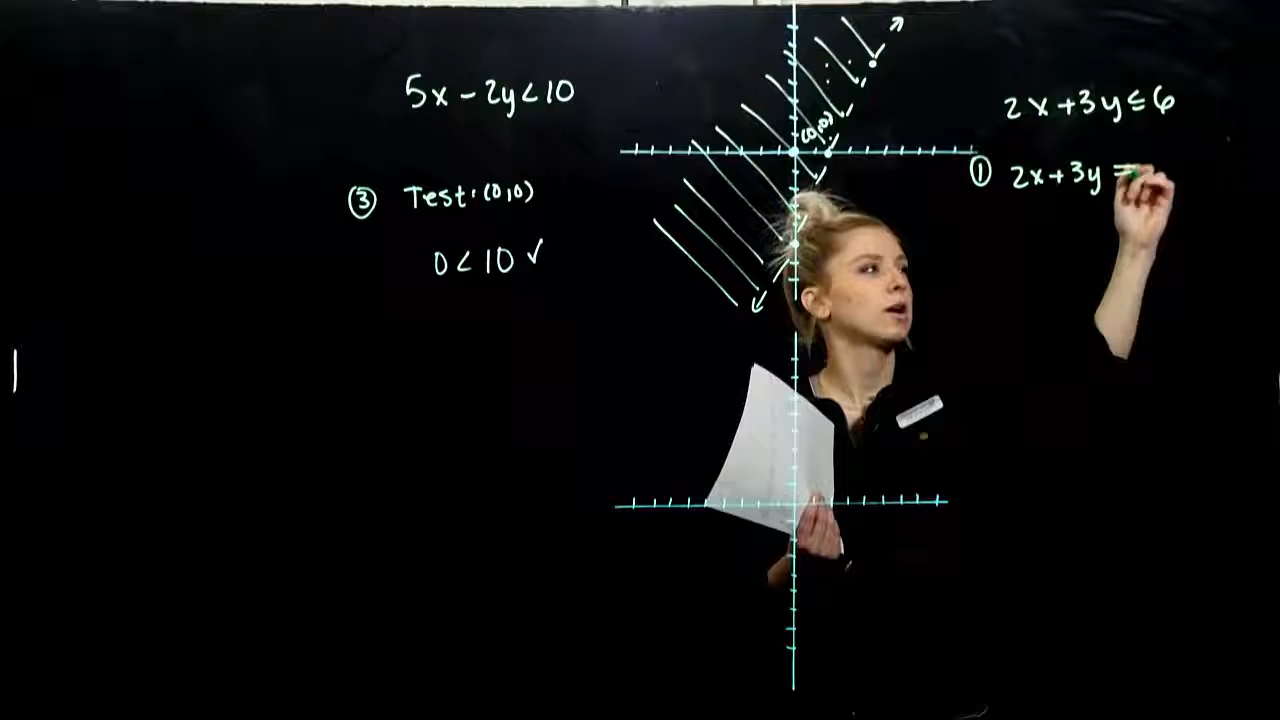 5x - 2y < 10
③ Test: (0,0)
0 < 10 ✓
(0,0)
2x + 3y ≤ 6
① 2x + 3y =